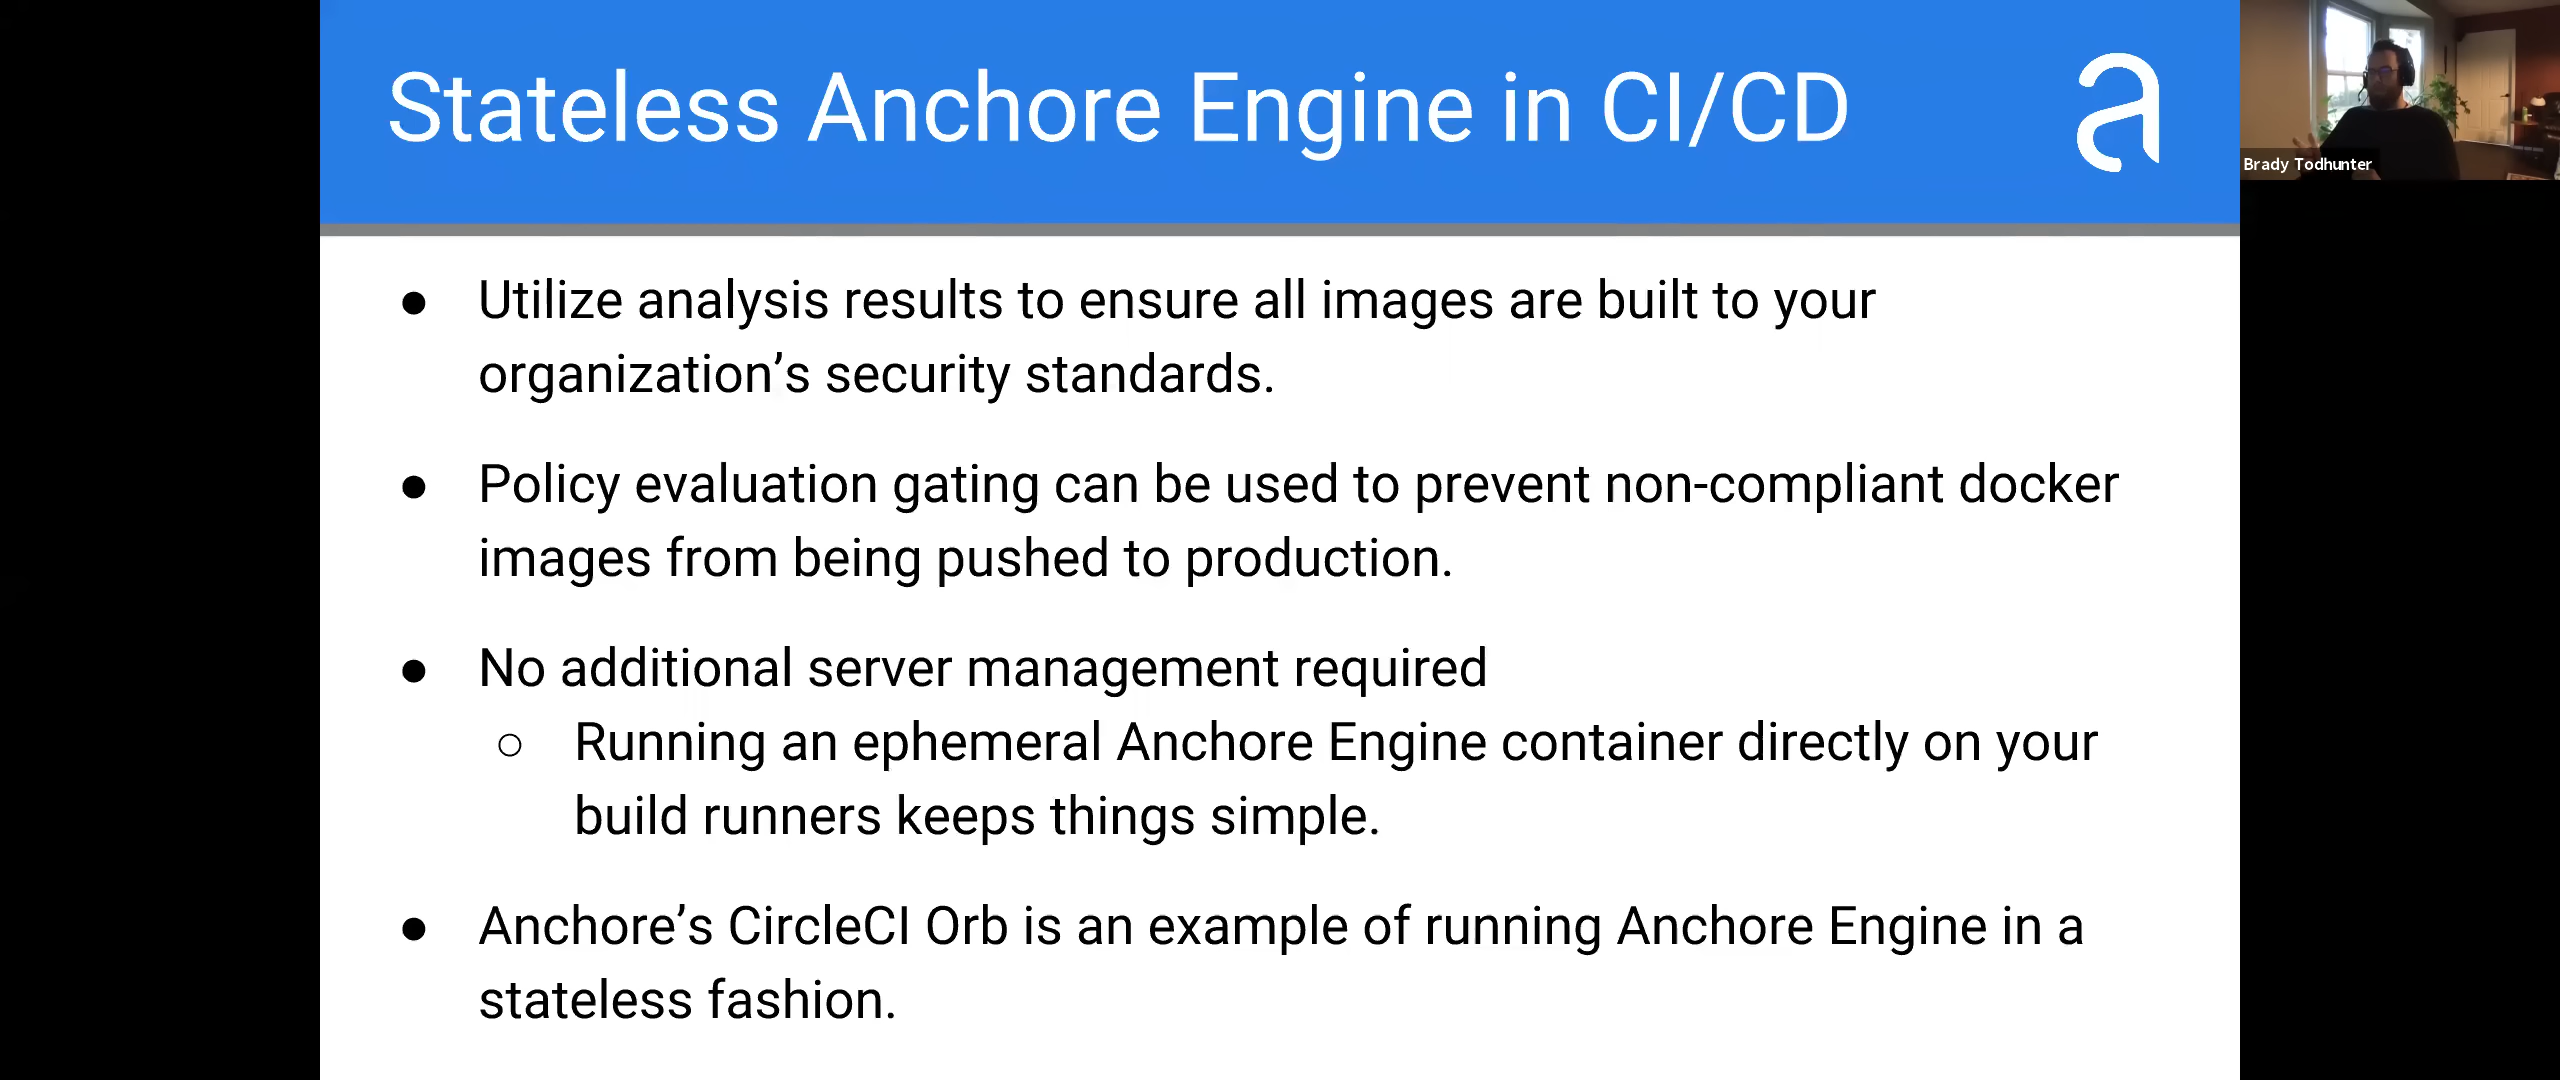 Stateless Anchore Engine in CI/CD
Brady Todhunter
● Utilize analysis results to ensure all images are built to your
organization’s security standards.
● Policy evaluation gating can be used to prevent non-compliant docker
images from being pushed to production.
● No additional server management required
○ Running an ephemeral Anchore Engine container directly on your
build runners keeps things simple.
● Anchore’s CircleCI Orb is an example of running Anchore Engine in a
stateless fashion.